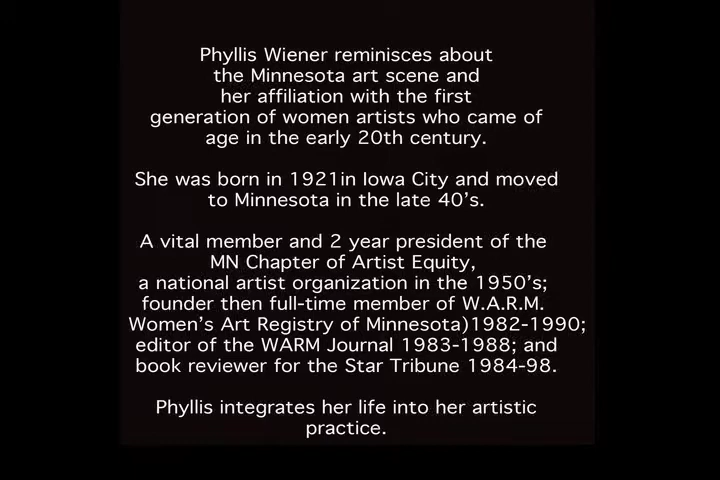 Phyllis Wiener reminisces about
the Minnesota art scene and
her affiliation with the first
generation of women artists who came of
age in the early 20th century.
She was born in 1921in Iowa City and moved
to Minnesota in the late 40's.
A vital member and 2 year president of the
MN Chapter of Artist Equity,
a national artist organization in the 1950's;
founder then full-time member of W.A.R.M.
Women's Art Registry of Minnesota)1982-1990;
editor of the WARM Journal 1983-1988; and
book reviewer for the Star Tribune 1984-98.
Phyllis integrates her life into her artistic
practice.